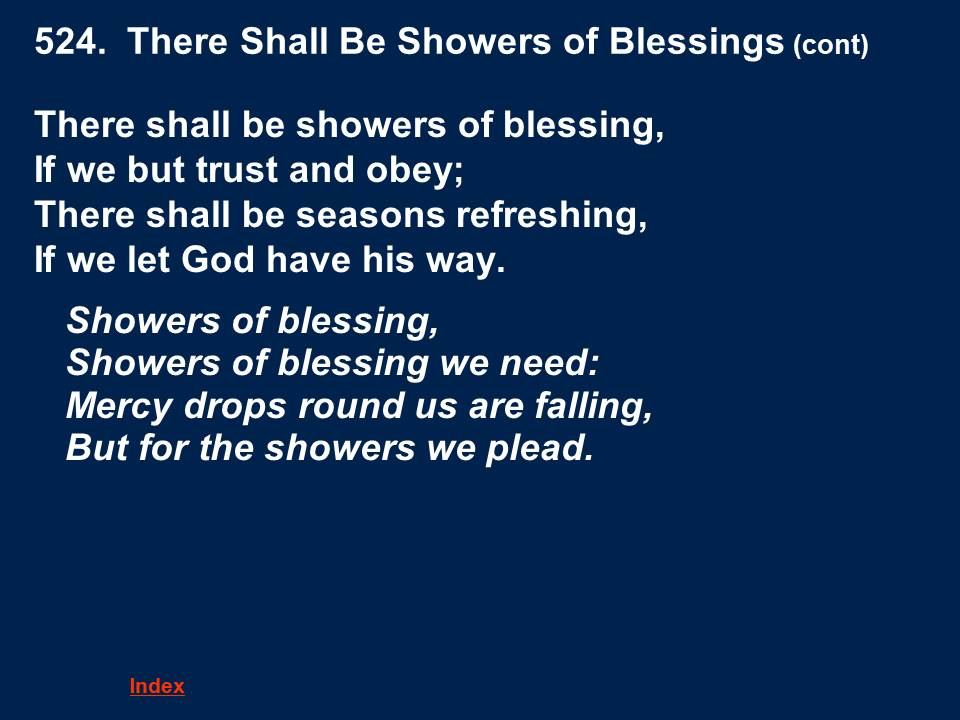 524.  There Shall Be Showers of Blessings (cont)
There shall be showers of blessing,
If we but trust and obey;
There shall be seasons refreshing,
If we let God have his way.
Showers of blessing,
Showers of blessing we need:
Mercy drops round us are falling,
But for the showers we plead.
Index